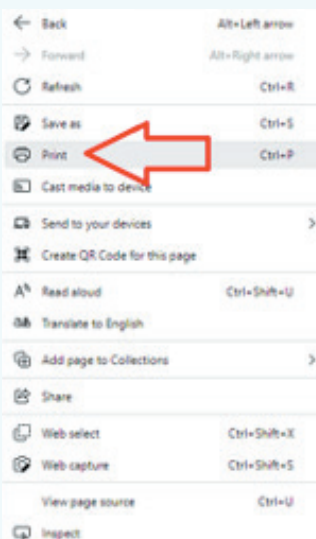 Back Alt+Left arrow
Forward Alt+Right arrow
Refresh Ctrl+R
Save as Ctrl+S
Print Ctrl+P
Cast media to device
Send to your devices
Create QR Code for this page
Read aloud Ctrl+Shift+U
Translate to English
Add page to Collections
Share
Web select Ctrl+Shift+X
Web capture Ctrl+Shift+S
View page source Ctrl+U
Inspect